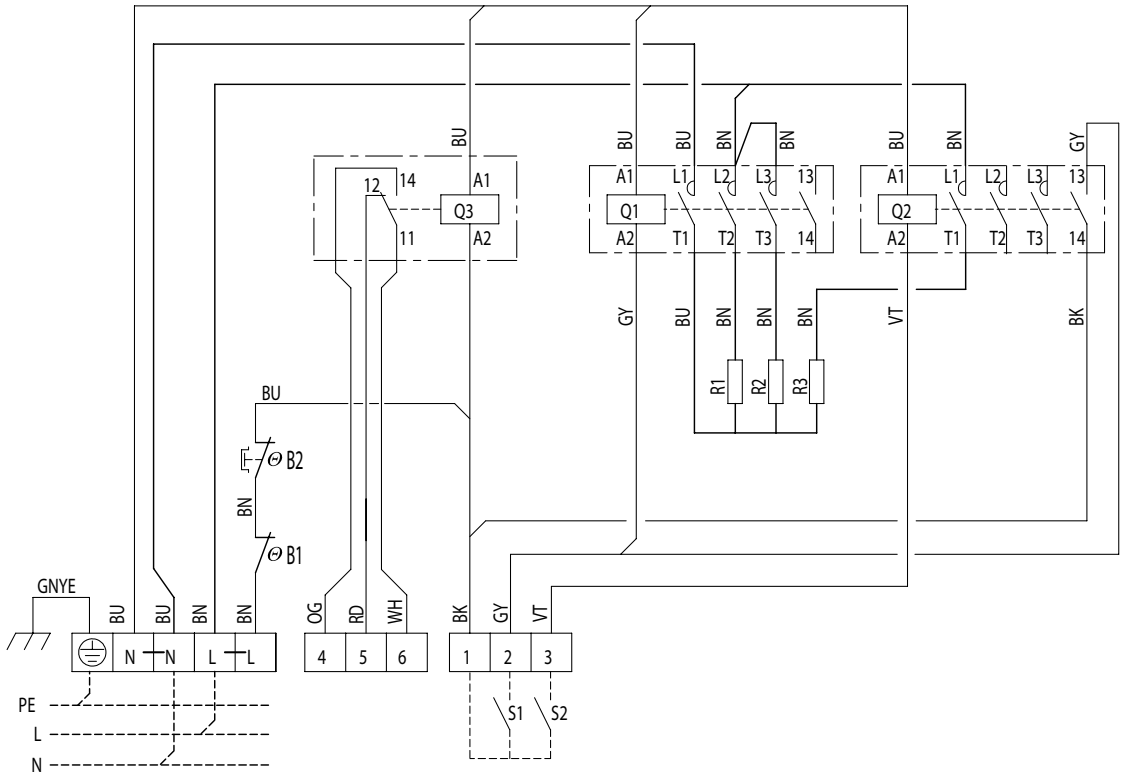 BU BU BU BN BN BU BN GY
12 14 A1 A1 L1 L2 L3 13 A1 L1 L2 L3 13
Q3 Q1 Q2
11 A2 A2 T1 T2 T3 14 A2 T1 T2 T3 14
GY BU BN BN BN VT BK
R1 R2 R3
BU
Θ B2
BN
Θ B1
GNYE
BU BU BN BN OG RD WH BK GY VT
N N L L 4 5 6 1 2 3
PE S1 S2
L
N